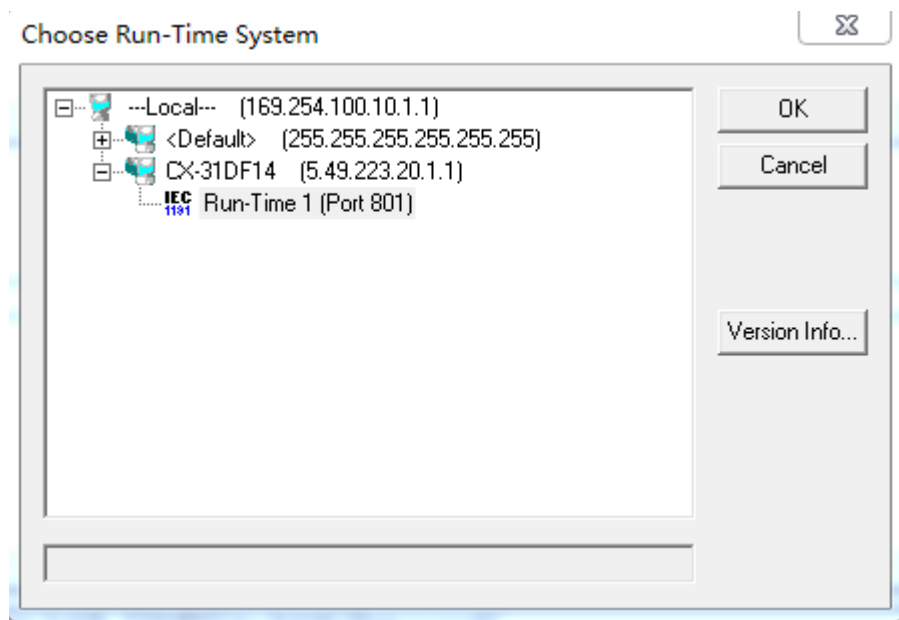 Choose Run-Time System
---Local--- (169.254.100.10.1.1)
<Default> (255.255.255.255.255.255)
CX-31DF14 (5.49.223.20.1.1)
IEC
1131
Run-Time 1 (Port 801)
OK
Cancel
Version Info...